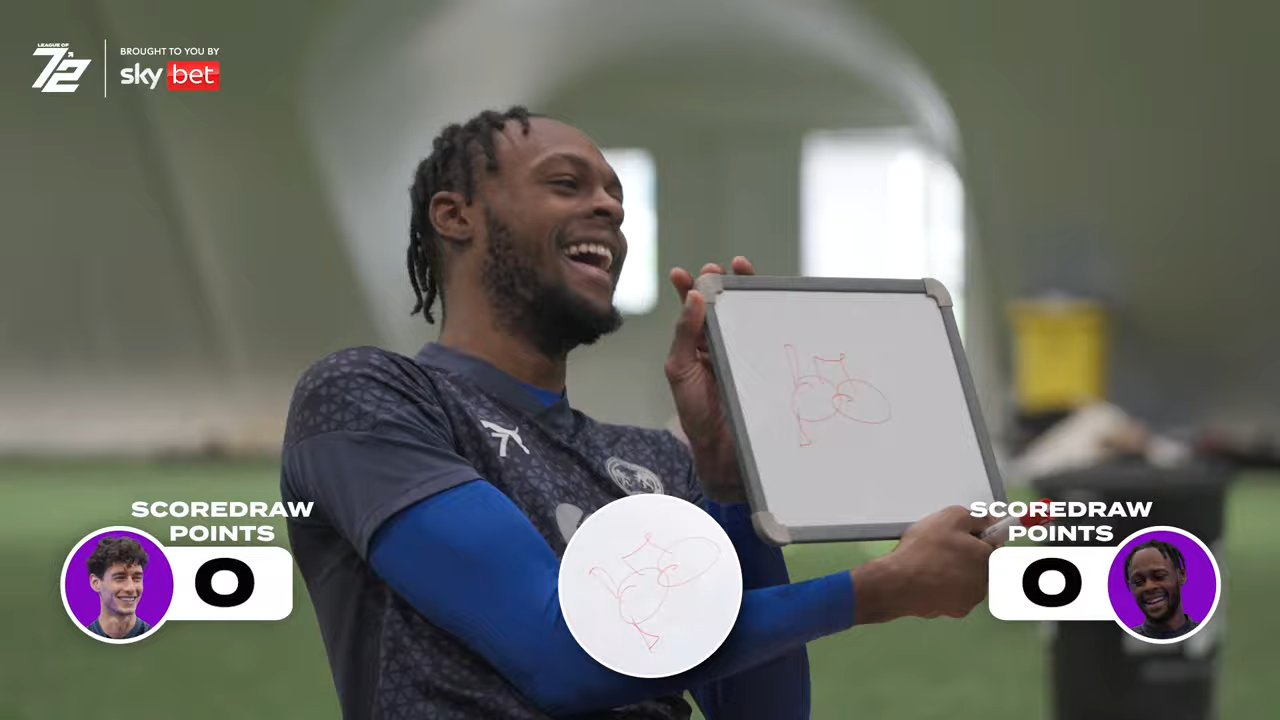 LEAGUE OF
72
BROUGHT TO YOU BY
sky bet
SCOREDRAW
POINTS
0
SCOREDRAW
POINTS
0